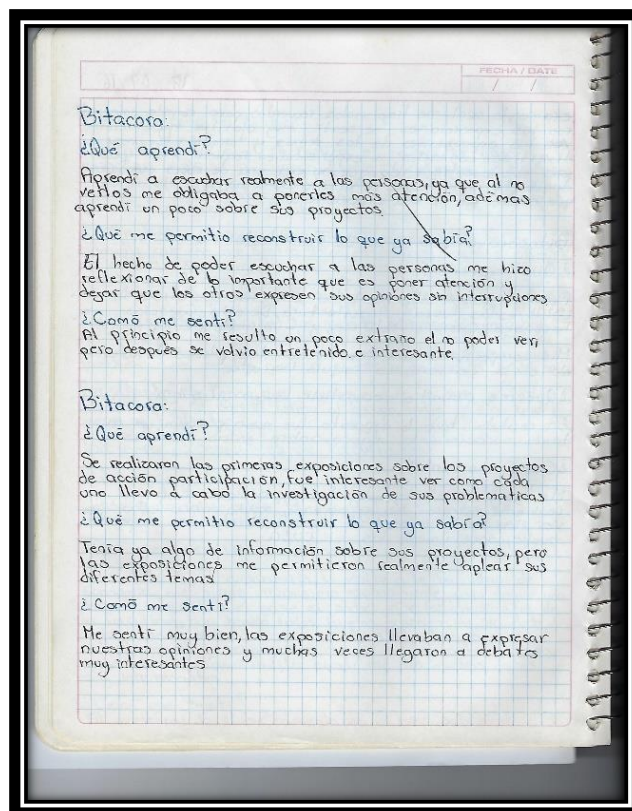 FECHA / DATE
/ /
Bitacora:
¿Qué aprendí?
Aprendí a escuchar realmente a las personas, ya que al no
verlos me obligaba a ponerles más atención, además
aprendí un poco sobre sus proyectos
¿Qué me permitio reconstruir lo que ya sabía?
El hecho de poder escuchar a las personas me hizo
reflexionar de lo importante que es poner atención y
dejar que los otros expresen sus opiniones sin interrupciones
¿Comó me sentí?
Al principio me resulto un poco extraño el no poder ver,
pero después se volvio entretenido e interesante.
Bitacora:
¿Qué aprendí?
Se realizaron las primeras exposiciones sobre los proyectos
de acción participación, fue interesante ver como cada
uno llevo a cabo la investigación de sus problematicas
¿Qué me permitio reconstruir lo que ya sabía?
Tenía ya algo de información sobre sus proyectos, pero
las exposiciones me permitieron realmente aplear sus
diferentes temas
¿Comó me sentí?
Me sentí muy bien, las exposiciones llevaban a expresar
nuestras opiniones y muchas veces llegaron a debates
muy interesantes